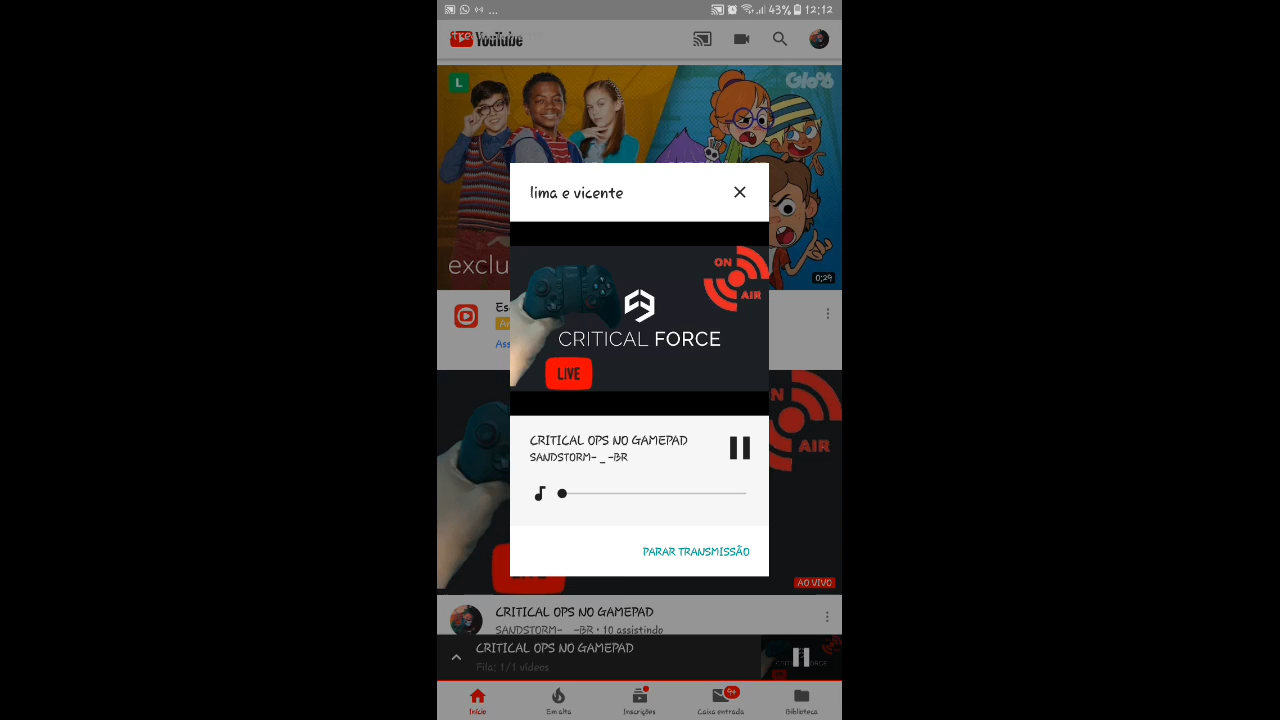 ... 43% 12:12
YouTube
L
Gloob
exclu
0:29
lima e vicente
ON
AIR
CRITICAL FORCE
LIVE
CRITICAL OPS NO GAMEPAD
SANDSTORM- _ -BR
PARAR TRANSMISSÃO
AIR
AO VIVO
CRITICAL OPS NO GAMEPAD
SANDSTORM- _ -BR • 10 assistindo
CRITICAL OPS NO GAMEPAD
Fila: 1/1 vídeos
9+
Início Em alta Inscrições Caixa entrada Biblioteca